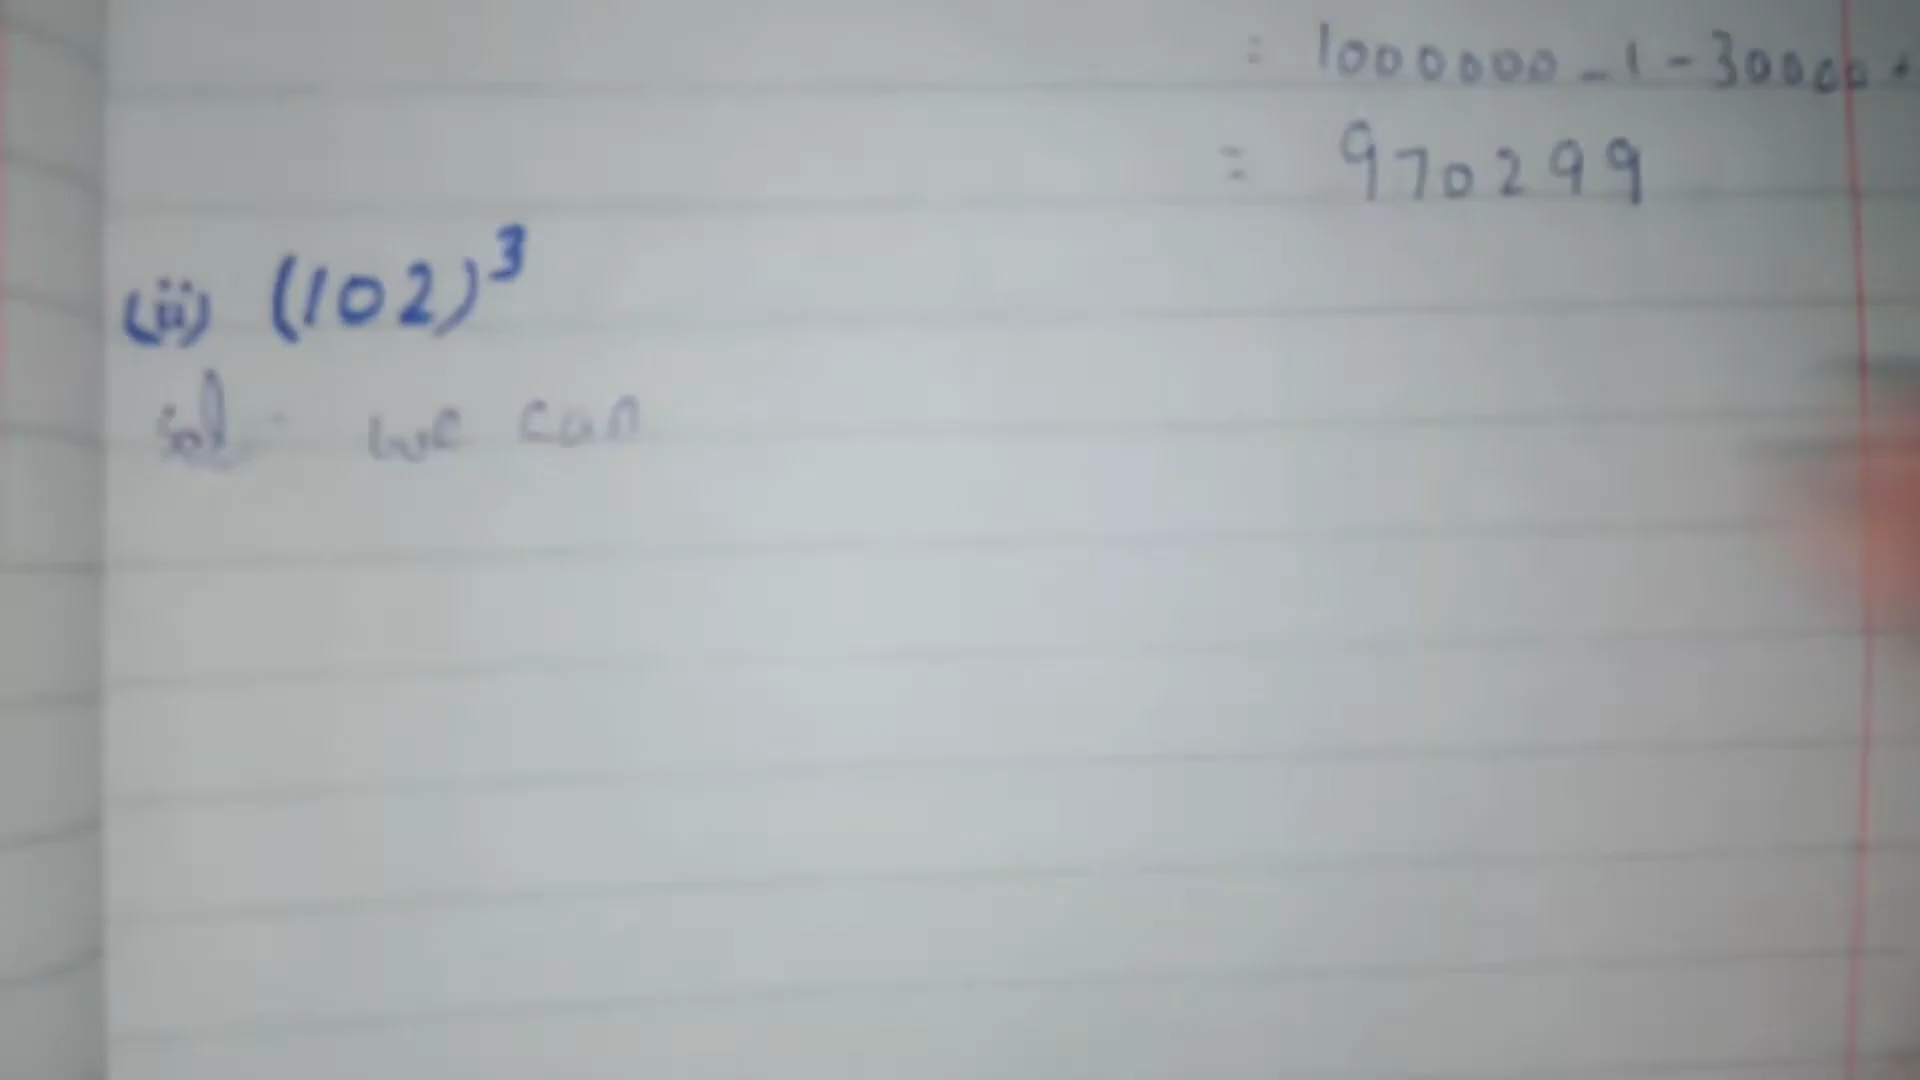 = 1000000 - 1 - 30000 +
= 970299
(ii) (102)³
Sol. we can